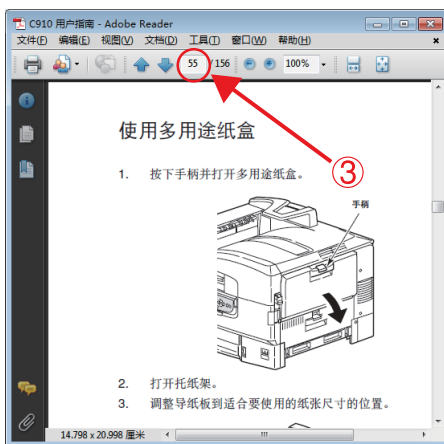 C910 用户指南 - Adobe Reader
文件(F) 编辑(E) 视图(V) 文档(D) 工具(T) 窗口(W) 帮助(H)
55 / 156 100%
使用多用途纸盒
③
1. 按下手柄并打开多用途纸盒。
手柄
2. 打开托纸架。
3. 调整导纸板到适合要使用的纸张尺寸的位置。
14.798 x 20.998 厘米